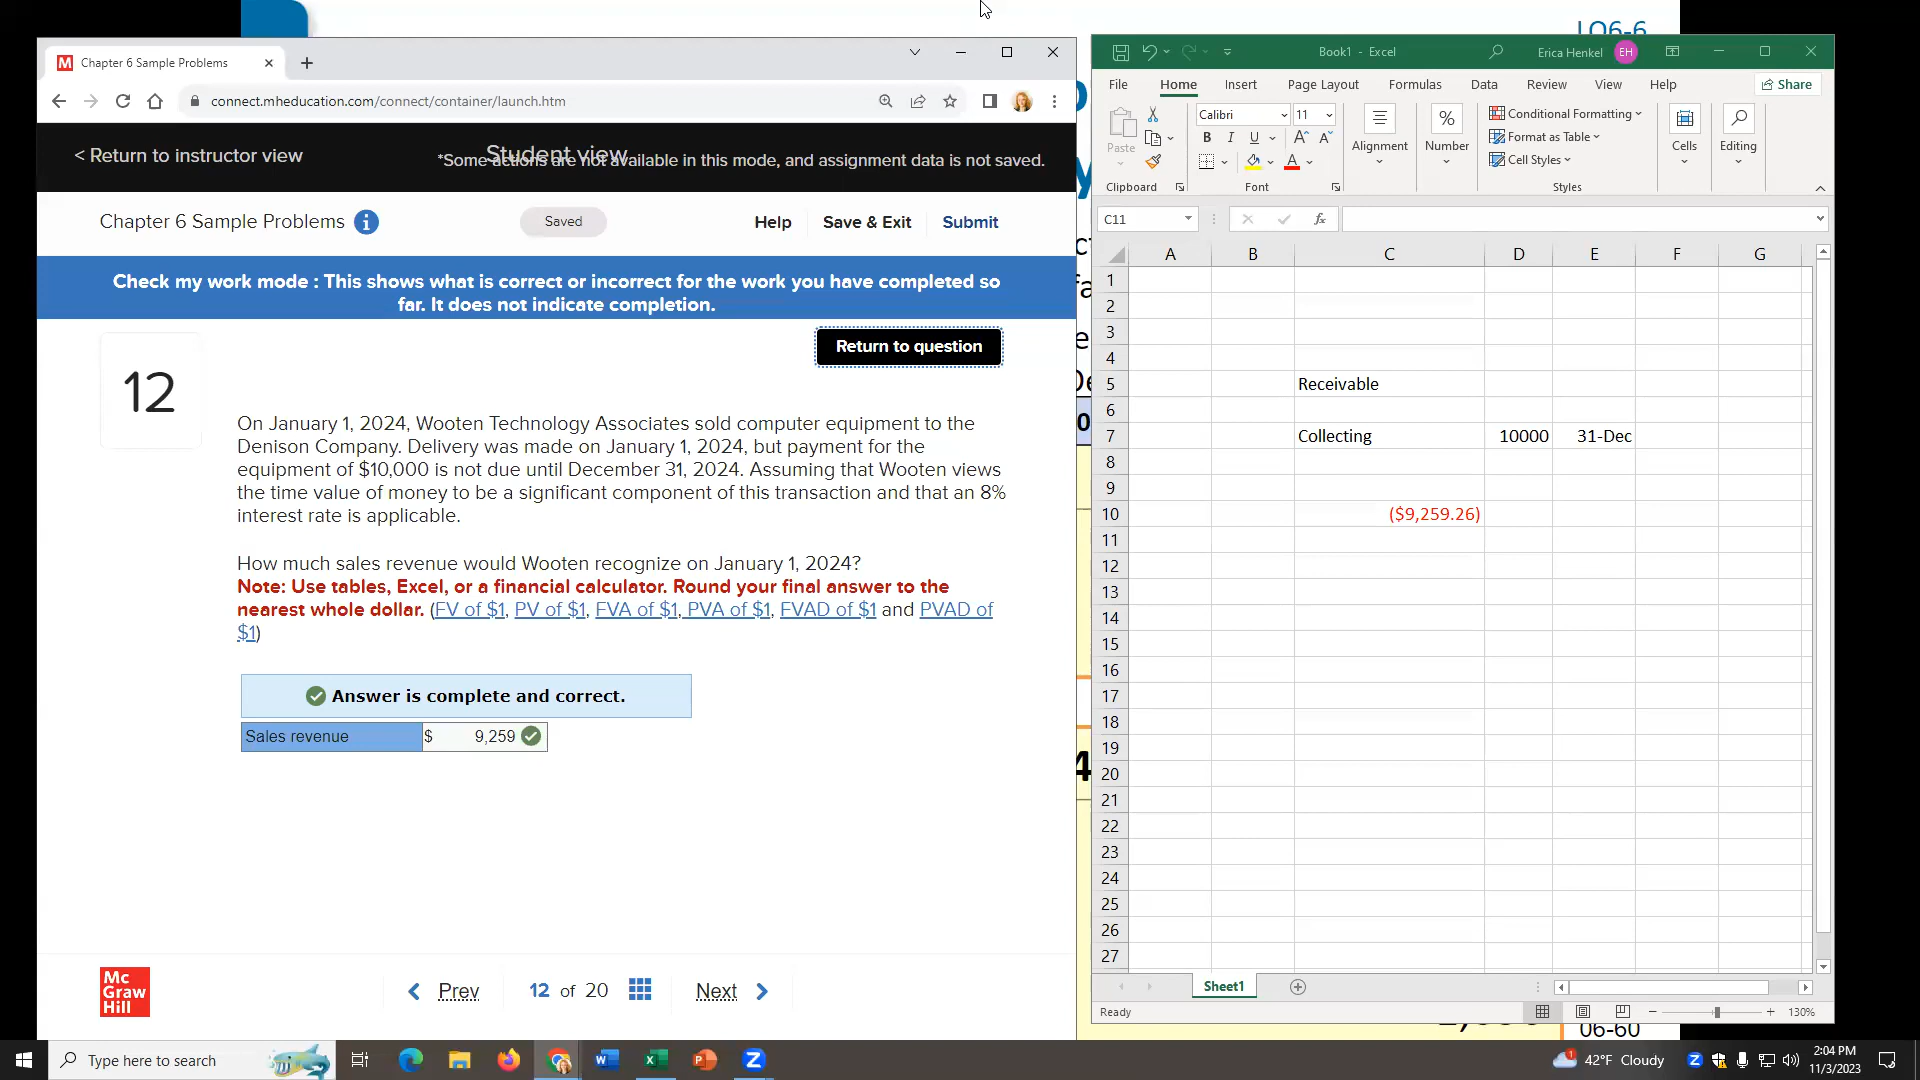 LO6-6
Chapter 6 Sample Problems
connect.mheducation.com/connect/container/launch.htm
< Return to instructor view
Student view
*Some actions are not available in this mode, and assignment data is not saved.
Chapter 6 Sample Problems
Saved
Help
Save & Exit
Submit
Check my work mode : This shows what is correct or incorrect for the work you have completed so
far. It does not indicate completion.
Return to question
12
On January 1, 2024, Wooten Technology Associates sold computer equipment to the
Denison Company. Delivery was made on January 1, 2024, but payment for the
equipment of $10,000 is not due until December 31, 2024. Assuming that Wooten views
the time value of money to be a significant component of this transaction and that an 8%
interest rate is applicable.
How much sales revenue would Wooten recognize on January 1, 2024?
Note: Use tables, Excel, or a financial calculator. Round your final answer to the
nearest whole dollar. (FV of $1, PV of $1, FVA of $1, PVA of $1, FVAD of $1 and PVAD of
$1)
Answer is complete and correct.
Sales revenue $ 9,259
Mc
Graw
Hill
Prev
12 of 20
Next
Book1 - Excel
Erica Henkel
EH
File Home Insert Page Layout Formulas Data Review View Help Share
Paste
Calibri
11
B I U
A A
A
Alignment
%
Number
Conditional Formatting
Format as Table
Cell Styles
Cells
Editing
Clipboard
Font
Styles
C11
fx
A B C D E F G
1
2
3
4
5 Receivable
6
7 Collecting 10000 31-Dec
8
9
10 ($9,259.26)
11
12
13
14
15
16
17
18
19
20
21
22
23
24
25
26
27
Sheet1
Ready
130%
06-60
Type here to search
42°F Cloudy
2:04 PM
11/3/2023